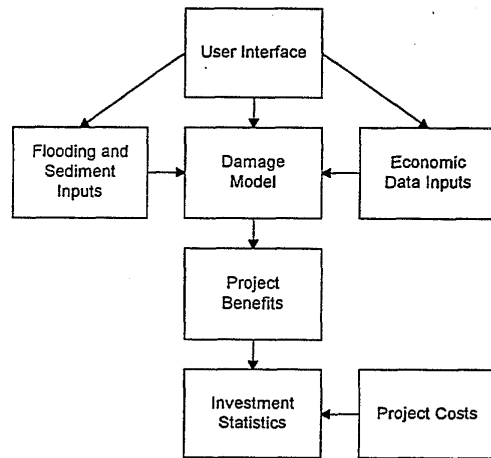 User Interface
Flooding and
Sediment
Inputs
Damage
Model
Economic
Data Inputs
Project
Benefits
Investment
Statistics
Project Costs